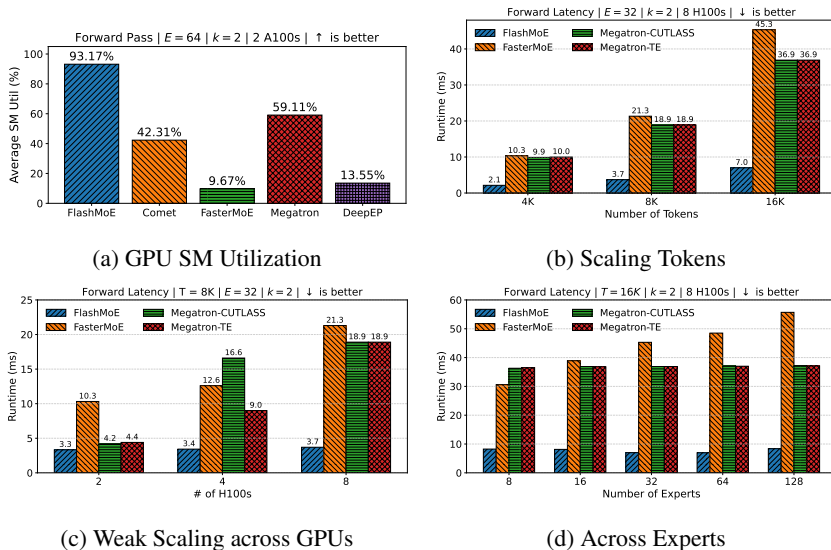 Forward Pass | E = 64 | k = 2 | 2 A100s | ↑ is better
Average SM Util (%)
100
80
60
40
20
0
93.17%
42.31%
9.67%
59.11%
13.55%
FlashMoE Comet FasterMoE Megatron DeepEP
(a) GPU SM Utilization
Forward Latency | E = 32 | k = 2 | 8 H100s | ↓ is better
FlashMoE Megatron-CUTLASS
FasterMoE Megatron-TE
Runtime (ms)
40
30
20
10
0
2.1 10.3 9.9 10.0
3.7 21.3 18.9 18.9
7.0 45.3 36.9 36.9
4K 8K 16K
Number of Tokens
(b) Scaling Tokens
Forward Latency | T = 8K | E = 32 | k = 2 | ↓ is better
FlashMoE Megatron-CUTLASS
FasterMoE Megatron-TE
Runtime (ms)
25
20
15
10
5
0
3.3 10.3 4.2 4.4
3.4 12.6 16.6 9.0
3.7 21.3 18.9 18.9
2 4 8
# of H100s
(c) Weak Scaling across GPUs
Forward Latency | T = 16K | k = 2 | 8 H100s | ↓ is better
FlashMoE Megatron-CUTLASS
FasterMoE Megatron-TE
Runtime (ms)
60
50
40
30
20
10
0
8 16 32 64 128
Number of Experts
(d) Across Experts